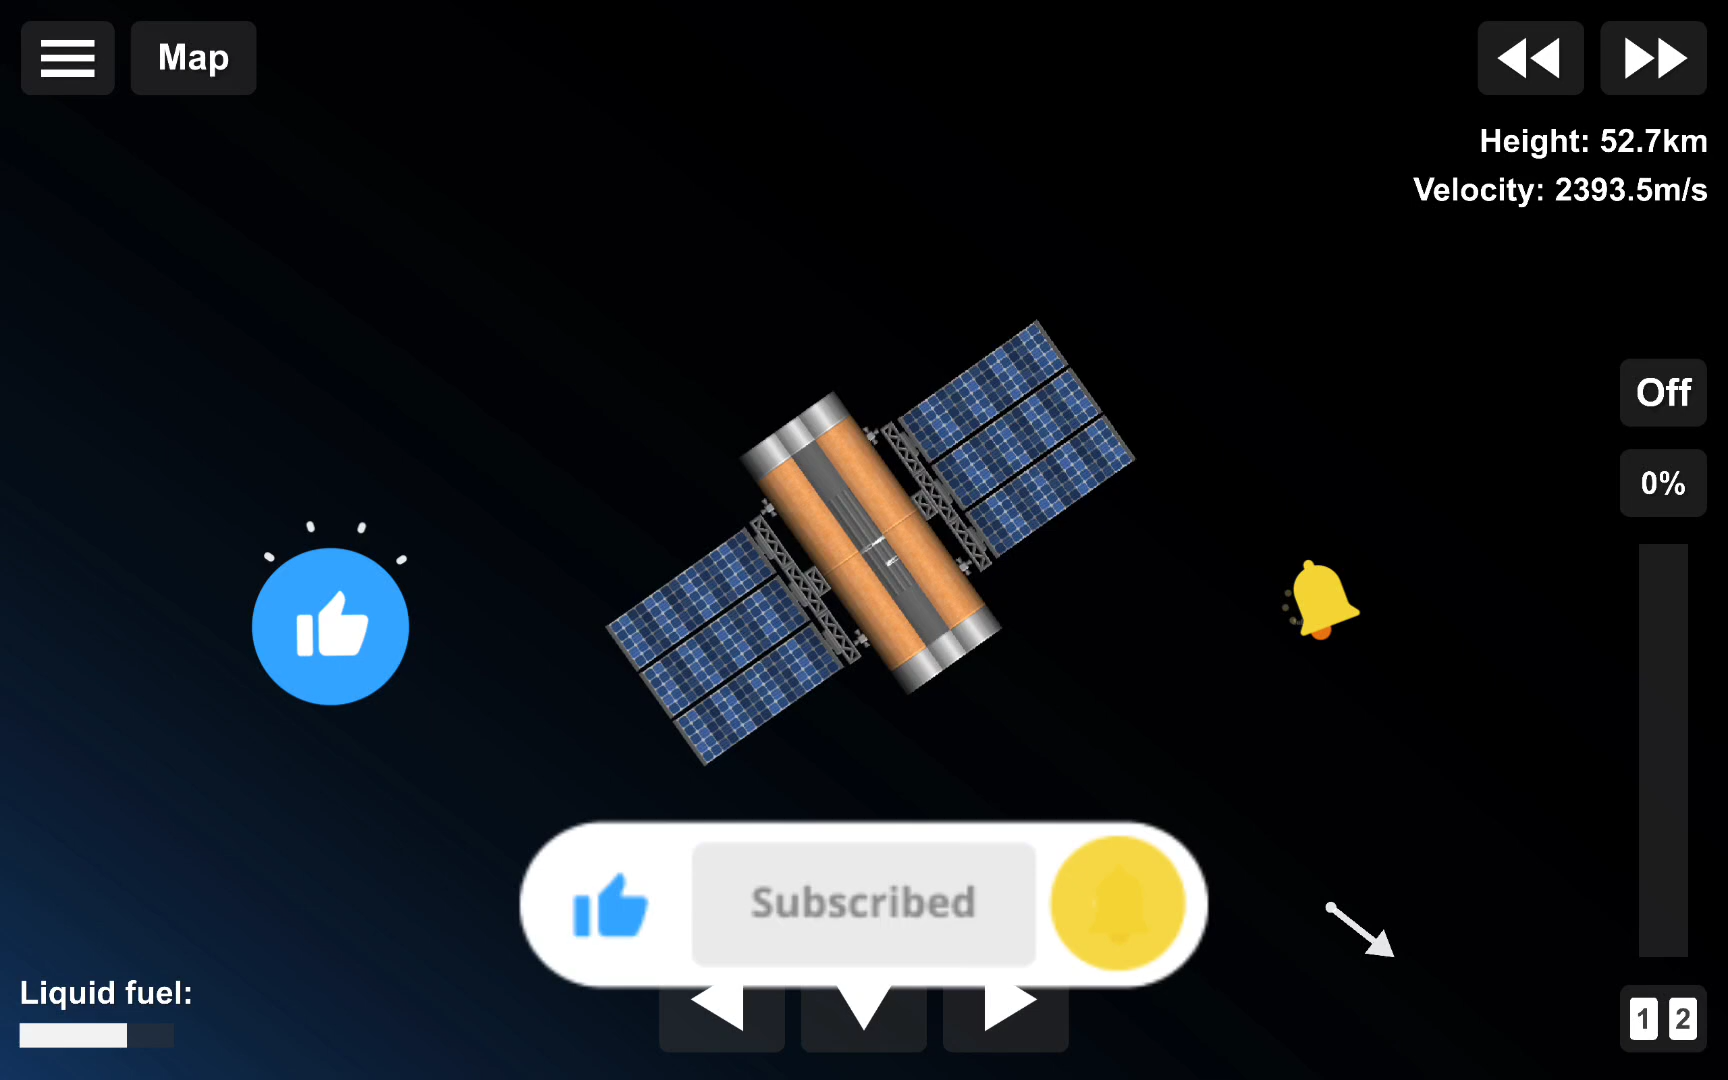 Map
Height: 52.7km
Velocity: 2393.5m/s
Off
0%
Subscribed
Liquid fuel:
1 2